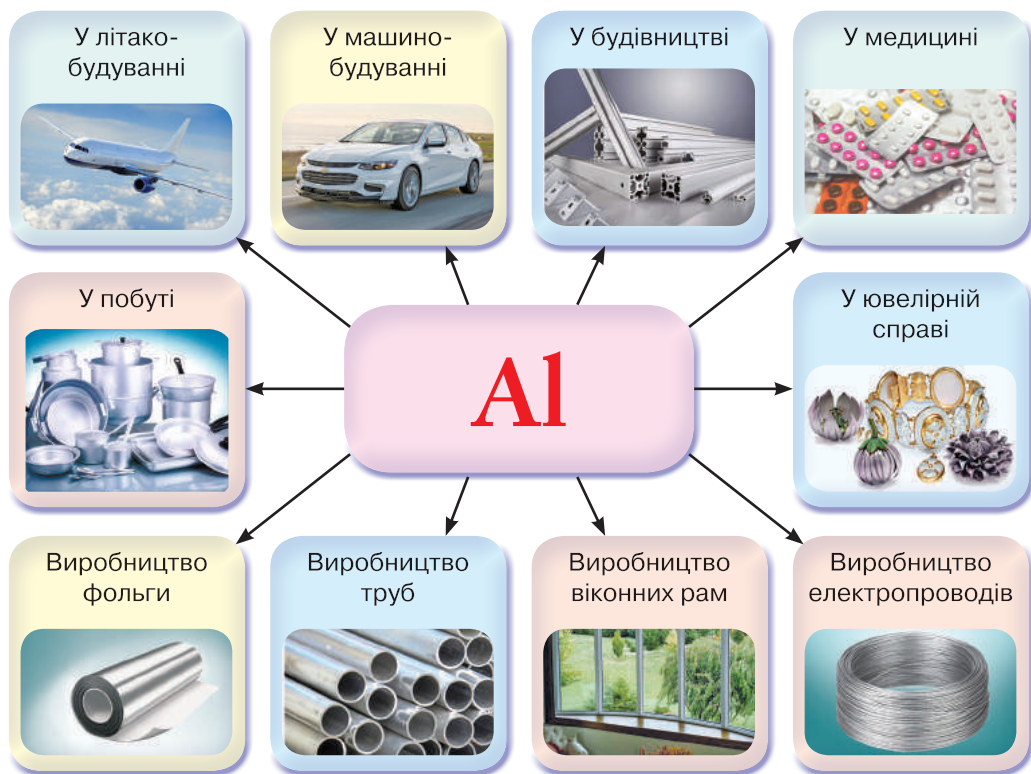 У літако-
будуванні
У машино-
будуванні
У будівництві
У медицині
У побуті
Al
У ювелірній
справі
Виробництво
фольги
Виробництво
труб
Виробництво
віконних рам
Виробництво
електропроводів